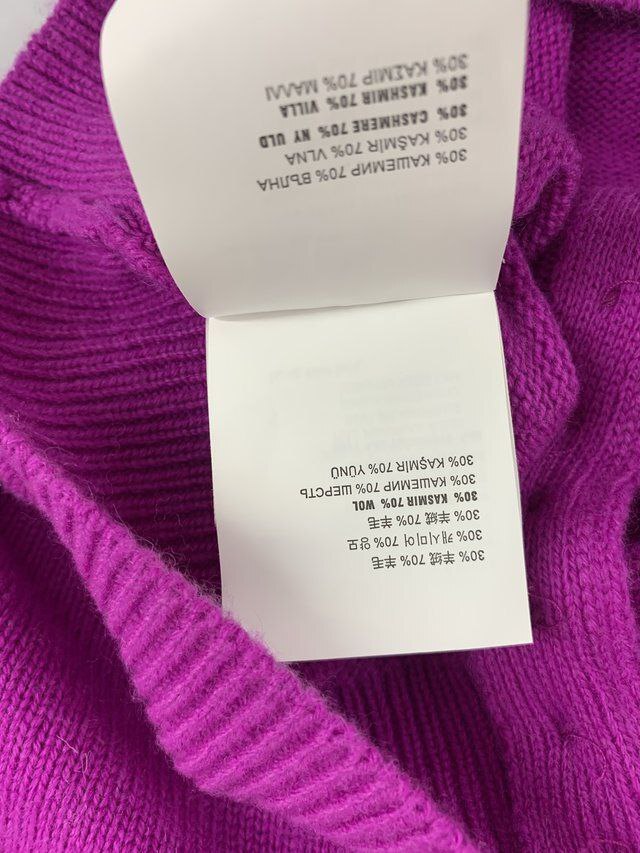 30% 羊绒 70% 羊毛
30% 캐시미어 70% 양모
30% 羊絨 70% 羊毛
30% KASMIR 70% WOL
30% КАШЕМИР 70% ШЕРСТЬ
30% KAŞMİR 70% YÜNÜ
30% КАШЕМИР 70% ВЪЛНА
30% KAŠMÍR 70% VLNA
30% CASHMERE 70% NY ULD
30% KASHMIR 70% VILLA
30% ΚΑΣΜΙΡ 70% ΜΑΛΛΙ